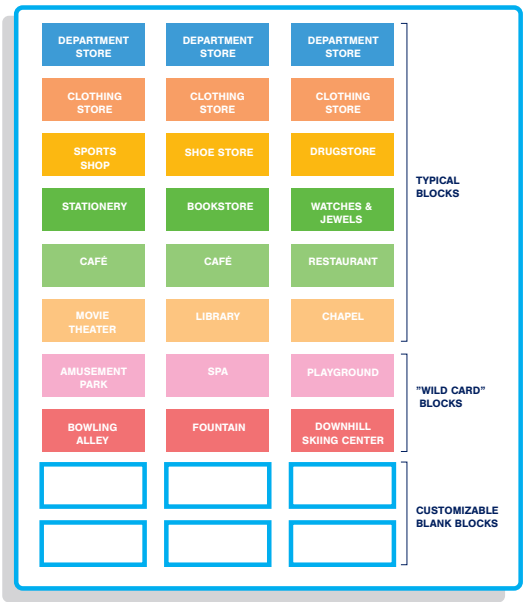 DEPARTMENT
STORE
DEPARTMENT
STORE
DEPARTMENT
STORE
CLOTHING
STORE
CLOTHING
STORE
CLOTHING
STORE
SPORTS
SHOP
SHOE STORE
DRUGSTORE
STATIONERY
BOOKSTORE
WATCHES &
JEWELS
CAFÉ
CAFÉ
RESTAURANT
MOVIE
THEATER
LIBRARY
CHAPEL
TYPICAL
BLOCKS
AMUSEMENT
PARK
SPA
PLAYGROUND
BOWLING
ALLEY
FOUNTAIN
DOWNHILL
SKIING CENTER
"WILD CARD"
BLOCKS
CUSTOMIZABLE
BLANK BLOCKS